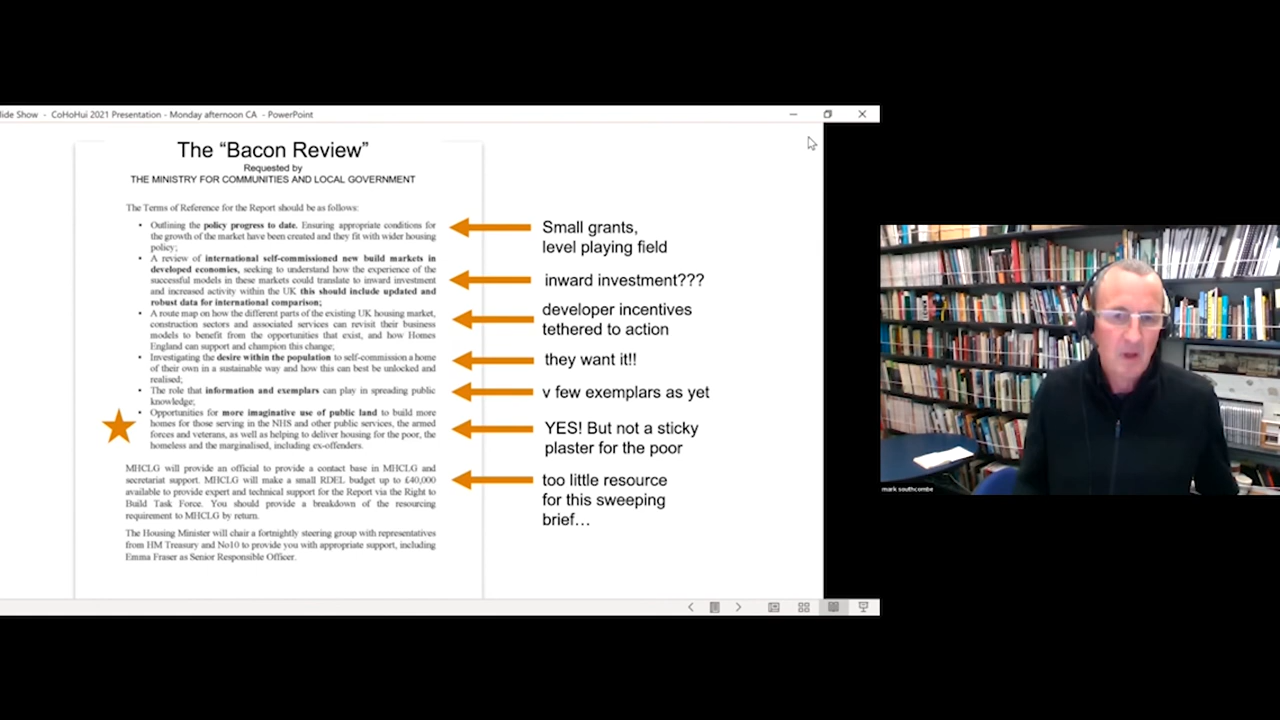 lide Show - CoHoHui 2021 Presentation - Monday afternoon CA - PowerPoint
The “Bacon Review”
Requested by
THE MINISTRY FOR COMMUNITIES AND LOCAL GOVERNMENT
The Terms of Reference for the Report should be as follows:
• Outlining the policy progress to date. Ensuring appropriate conditions for
the growth of the market have been created and they fit with wider housing
policy;
• A review of international self-commissioned new build markets in
developed economies, seeking to understand how the experience of the
successful models in these markets could translate to inward investment
and increased activity within the UK this should include updated and
robust data for international comparison;
• A route map on how the different parts of the existing UK housing market,
construction sectors and associated services can revisit their business
models to benefit from the opportunities that exist, and how Homes
England can support and champion this change;
• Investigating the desire within the population to self-commission a home
of their own in a sustainable way and how this can best be unlocked and
realised;
• The role that information and exemplars can play in spreading public
knowledge;
• Opportunities for more imaginative use of public land to build more
homes for those serving in the NHS and other public services, the armed
forces and veterans, as well as helping to deliver housing for the poor, the
homeless and the marginalised, including ex-offenders.
MHCLG will provide an official to provide a contact base in MHCLG and
secretariat support. MHCLG will make a small RDEL budget up to £40,000
available to provide expert and technical support for the Report via the Right to
Build Task Force. You should provide a breakdown of the resourcing
requirement to MHCLG by return.
The Housing Minister will chair a fortnightly steering group with representatives
from HM Treasury and No10 to provide you with appropriate support, including
Emma Fraser as Senior Responsible Officer.
Small grants,
level playing field
inward investment???
developer incentives
tethered to action
they want it!!
v few exemplars as yet
YES! But not a sticky
plaster for the poor
too little resource
for this sweeping
brief…
mark southcombe